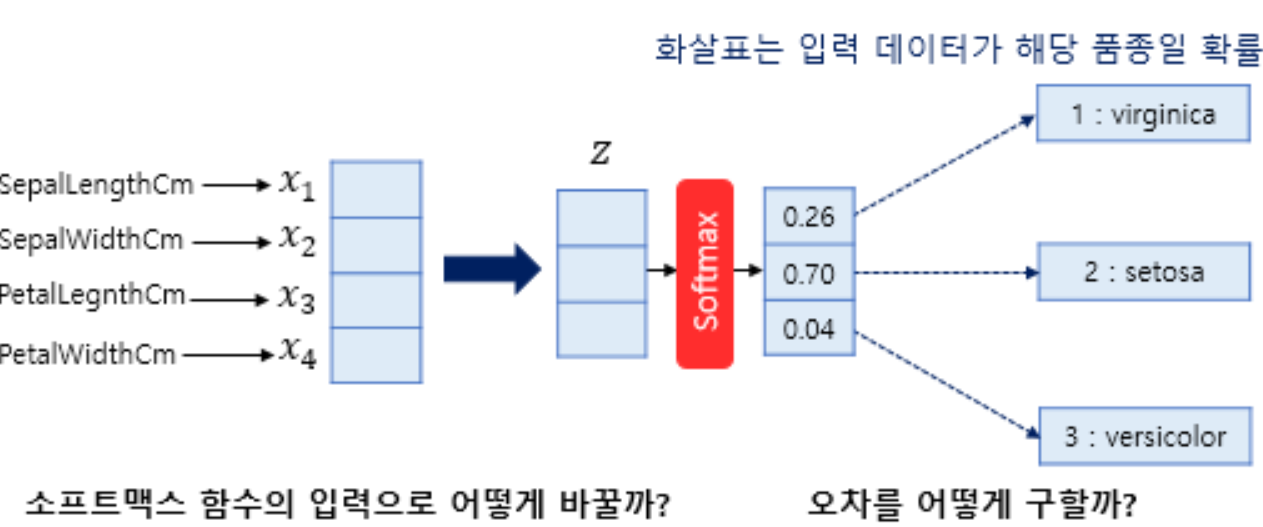 화살표는 입력 데이터가 해당 품종일 확률
1 : virginica
z
SepalLengthCm x1
0.26
SepalWidthCm x2
Softmax
0.70
2 : setosa
PetalLegnthCm x3
0.04
PetalWidthCm x4
3 : versicolor
소프트맥스 함수의 입력으로 어떻게 바꿀까?
오차를 어떻게 구할까?